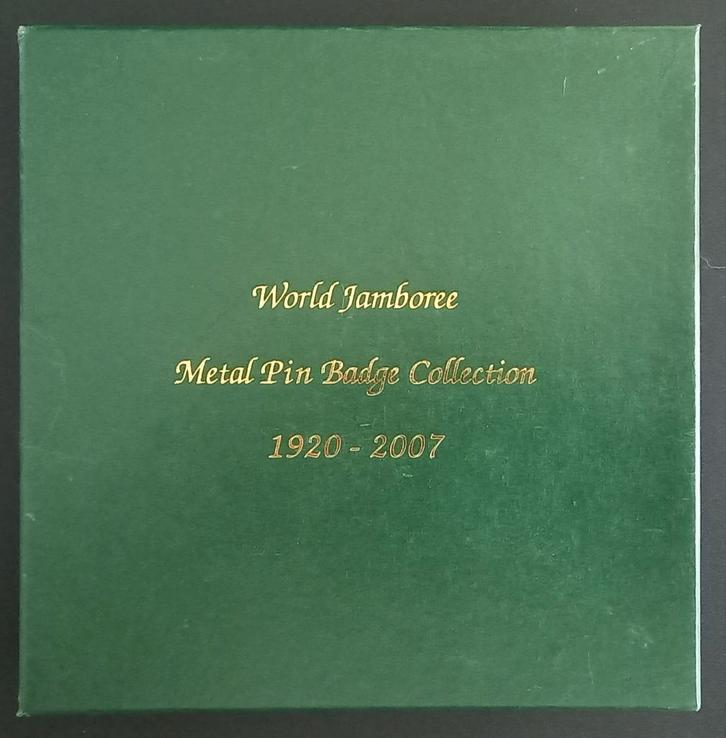 World Jamboree
Metal Pin Badge Collection
1920 - 2007